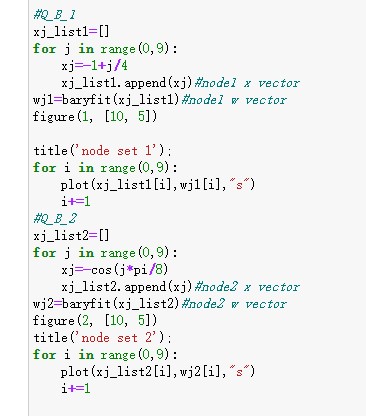 #Q_B_1
xj_list1=[]
for j in range(0,9):
    xj=-1+j/4
    xj_list1.append(xj)#node1 x vector
wj1=baryfit(xj_list1)#node1 w vector
figure(1, [10, 5])
title('node set 1');
for i in range(0,9):
    plot(xj_list1[i],wj1[i],"s")
    i+=1
#Q_B_2
xj_list2=[]
for j in range(0,9):
    xj=-cos(j*pi/8)
    xj_list2.append(xj)#node2 x vector
wj2=baryfit(xj_list2)#node2 w vector
figure(2, [10, 5])
title('node set 2');
for i in range(0,9):
    plot(xj_list2[i],wj2[i],"s")
    i+=1